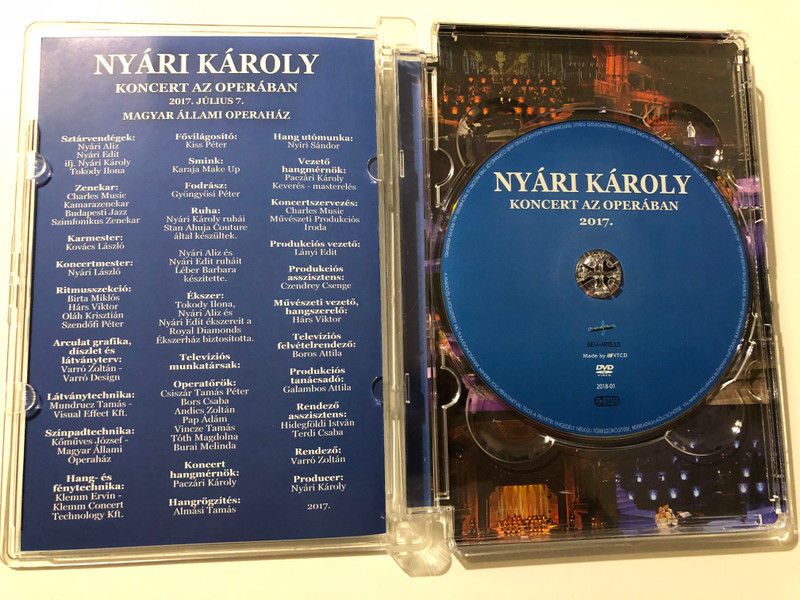 NYÁRI KÁROLY
KONCERT AZ OPERÁBAN
2017. JÚLIUS 7.
MAGYAR ÁLLAMI OPERAHÁZ
Sztárvendégek:
Nyári Aliz
Nyári Edit
ifj. Nyári Károly
Tokody Ilona
Zenekar:
Charles Music
Kamarazenekar
Budapesti Jazz
Szimfonikus Zenekar
Karmester:
Kovács László
Koncertmester:
Nyári László
Ritmusszekció:
Birta Miklós
Hárs Viktor
Oláh Krisztián
Szendőfi Péter
Arculat grafika,
díszlet és
látványterv:
Varró Zoltán -
Varró Design
Látványtechnika:
Mundrucz Tamás -
Visual Effect Kft.
Színpadtechnika:
Kőműves József -
Magyar Állami
Operaház
Hang- és
fénytechnika:
Klemm Ervin -
Klemm Concert
Technology Kft.
Fővilágosító:
Kiss Péter
Smink:
Karaja Make Up
Fodrász:
Gyöngyösi Péter
Ruha:
Nyári Károly ruhái
Stan Ahuja Couture
által készültek.
Nyári Aliz és
Nyári Edit ruháit
Léber Barbara
készítette.
Ékszer:
Tokody Ilona,
Nyári Aliz és
Nyári Edit ékszereit a
Royal Diamonds
Ékszerház biztosította.
Televíziós
munkatársak:
Operatőrök:
Csiszár Tamás Péter
Bors Csaba
Andics Zoltán
Pap Ádám
Vincze Tamás
Tóth Magdolna
Burai Melinda
Koncert
hangmérnök:
Paczári Károly
Hangrögzítés:
Almási Tamás
Hang utómunka:
Nyíri Sándor
Vezető
hangmérnök:
Paczári Károly
Keverés - masterelés
Koncertszervezés:
Charles Music
Művészeti Produkciós
Iroda
Produkciós vezető:
Lányi Edit
Produkciós
asszisztens:
Czendrey Csenge
Művészeti vezető,
hangszerelő:
Hárs Viktor
Televíziós
felvételrendező:
Boros Attila
Produkciós
tanácsadó:
Galambos Attila
Rendező
asszisztens:
Hidegföldi István
Terdi Csaba
Rendező:
Varró Zoltán
Producer:
Nyári Károly
2017.
NYÁRI KÁROLY
KONCERT AZ OPERÁBAN
2017.
Made by VTCD
DVD
VIDEO
2018-01